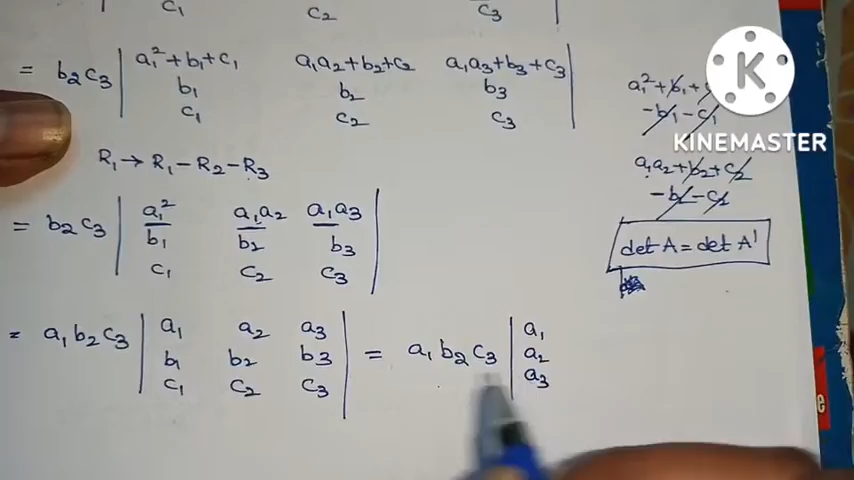 c₁ c₂ c₃
= b₂c₃ | a₁²+b₁+c₁ a₁a₂+b₂+c₂ a₁a₃+b₃+c₃ |
b₁ b₂ b₃
c₁ c₂ c₃
R₁→R₁−R₂−R₃
= b₂c₃ | a₁² a₁a₂ a₁a₃ |
b₁ b₂ b₃
c₁ c₂ c₃
= a₁b₂c₃ | a₁ a₂ a₃ | = a₁b₂c₃ | a₁
b₁ b₂ b₃ a₂
c₁ c₂ c₃ a₃
a₁²+b₁+c
−b₁−c₁
a₁a₂+b₂+c₂
−b₂−c₂
det A = det A'
K
KINEMASTER